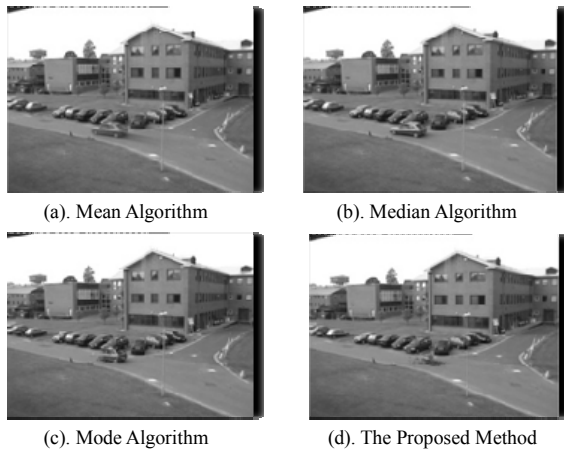 (a). Mean Algorithm
(b). Median Algorithm
(c). Mode Algorithm
(d). The Proposed Method